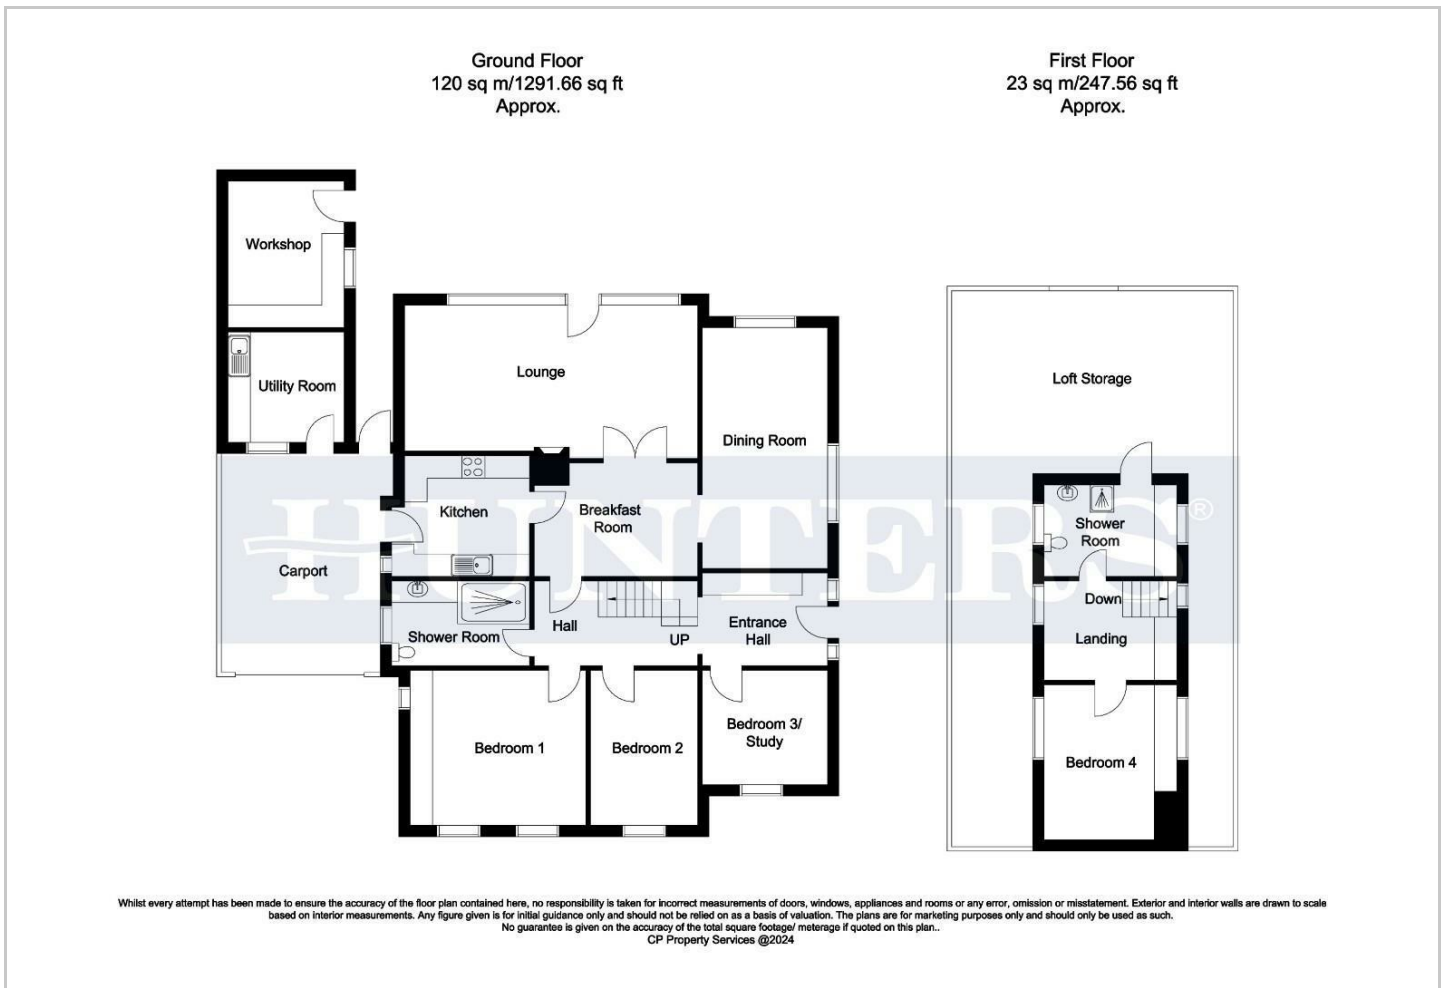 Ground Floor
120 sq m/1291.66 sq ft
Approx.
First Floor
23 sq m/247.56 sq ft
Approx.
Workshop
Utility Room
Lounge
Dining Room
Kitchen
Breakfast
Room
Carport
Shower Room
Hall
UP
Entrance
Hall
Bedroom 1
Bedroom 2
Bedroom 3/
Study
Loft Storage
Shower
Room
Down
Landing
Bedroom 4
HUNTERS®
Whilst every attempt has been made to ensure the accuracy of the floor plan contained here, no responsibility is taken for incorrect measurements of doors, windows, appliances and rooms or any error, omission or misstatement. Exterior and interior walls are drawn to scale
based on interior measurements. Any figure given is for initial guidance only and should not be relied on as a basis of valuation. The plans are for marketing purposes only and should only be used as such.
No guarantee is given on the accuracy of the total square footage/ meterage if quoted on this plan..
CP Property Services @2024